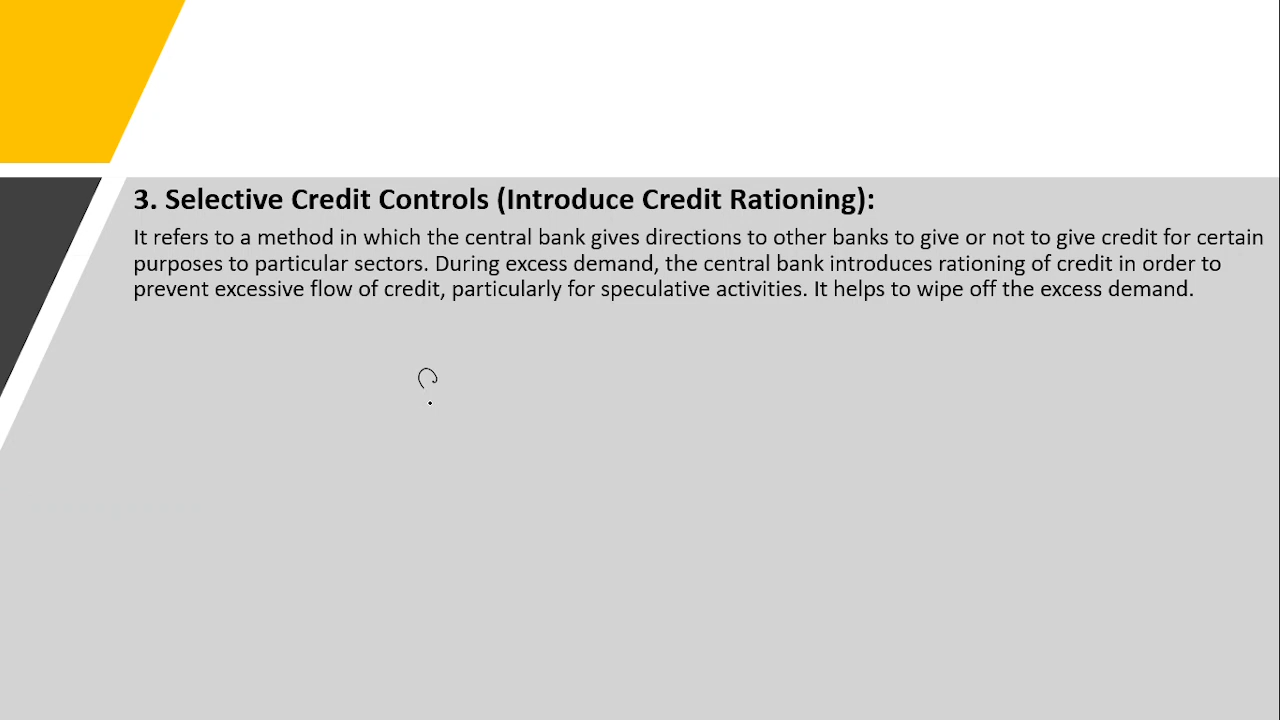 3. Selective Credit Controls (Introduce Credit Rationing):
It refers to a method in which the central bank gives directions to other banks to give or not to give credit for certain
purposes to particular sectors. During excess demand, the central bank introduces rationing of credit in order to
prevent excessive flow of credit, particularly for speculative activities. It helps to wipe off the excess demand.